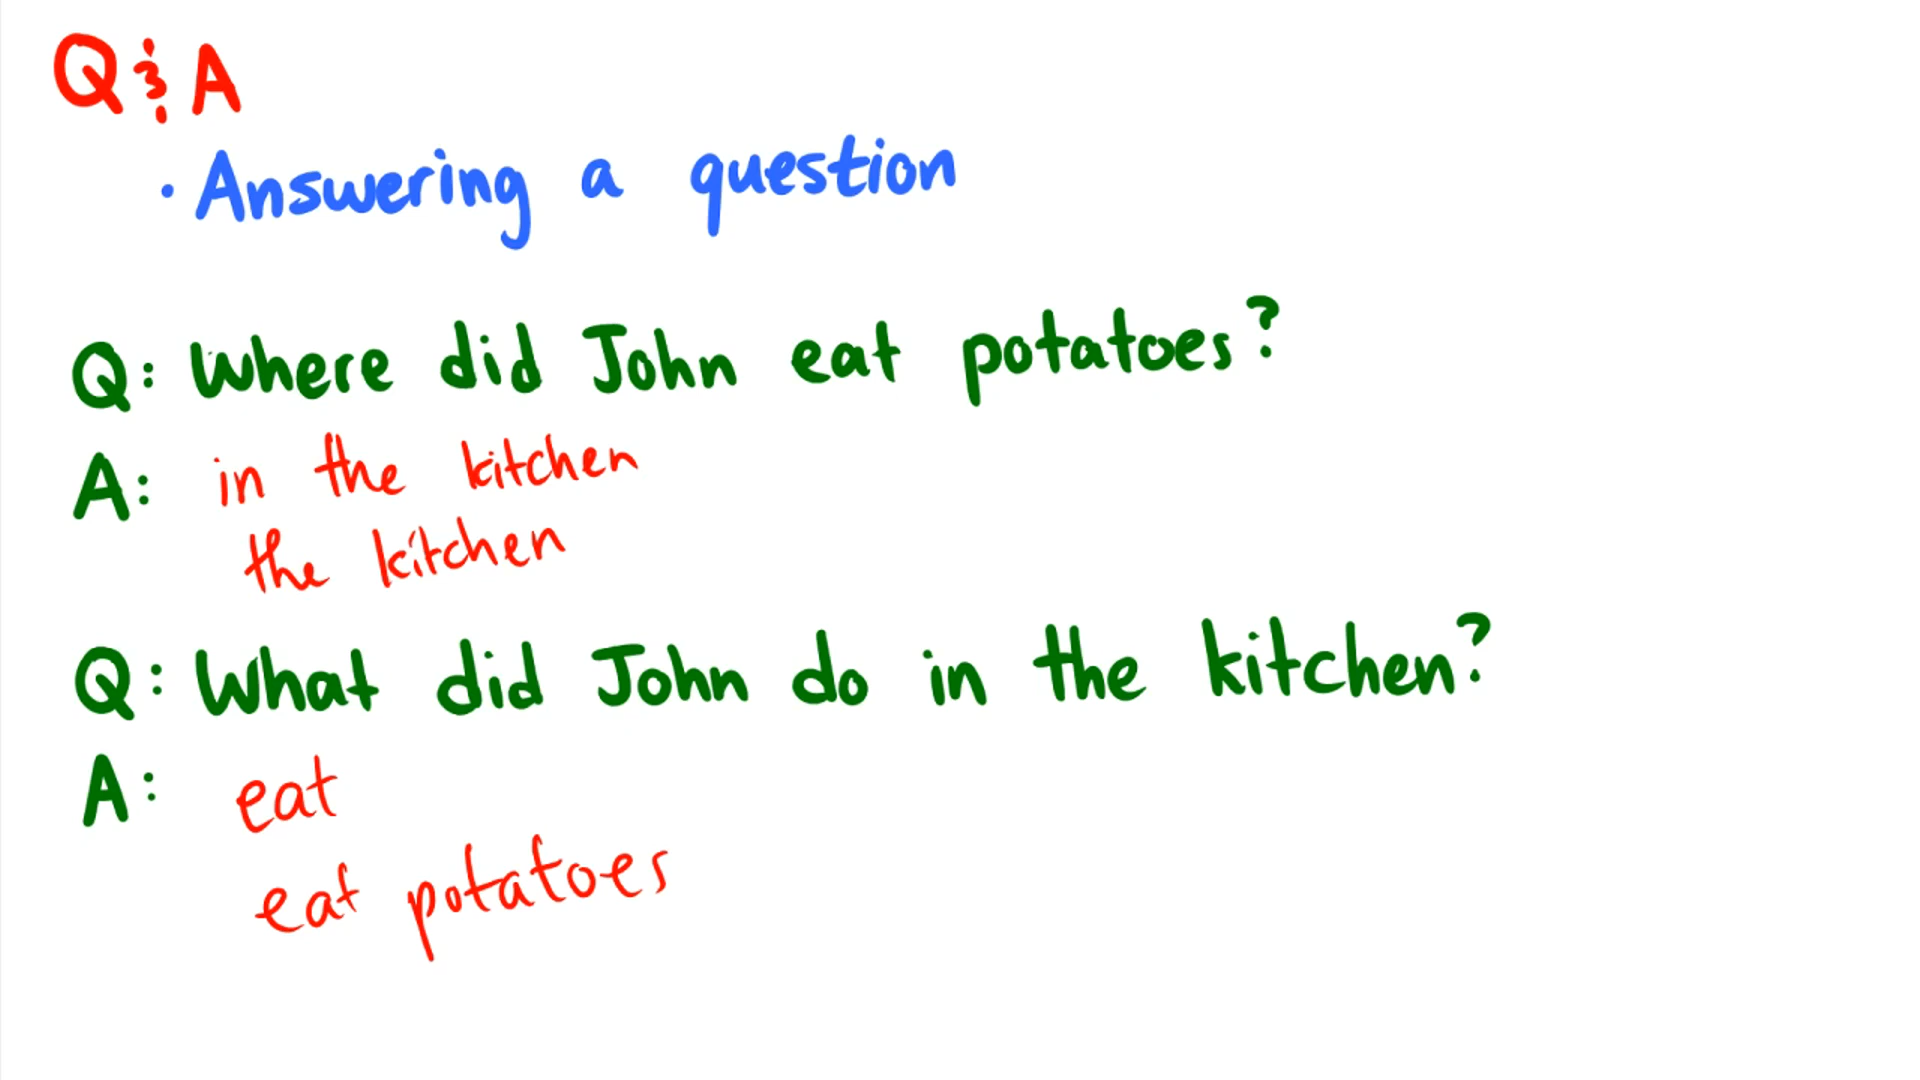 Q & A
• Answering a question
Q: Where did John eat potatoes?
A: in the kitchen
the kitchen
Q: What did John do in the kitchen?
A: eat
eat potatoes